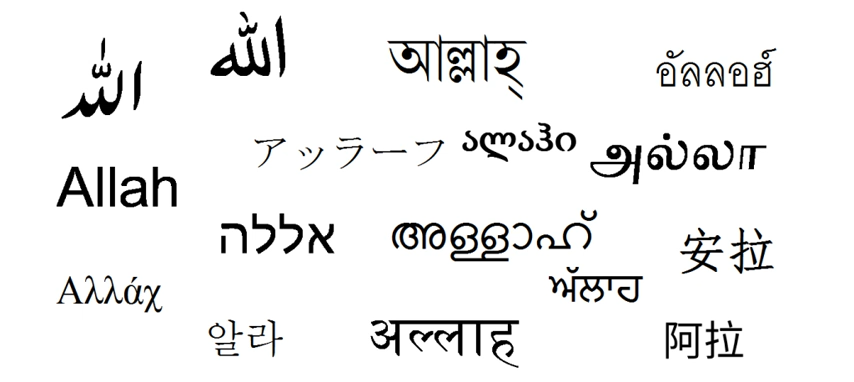 الله
الله
আল্লাহ্
อัลลอฮ์
アッラーフ
ალაჰი
அல்லா
Allah
אללה
അള്ളാഹ്
安拉
Αλλάχ
ਅੱਲਾਹ
알라
अल्लाह
阿拉